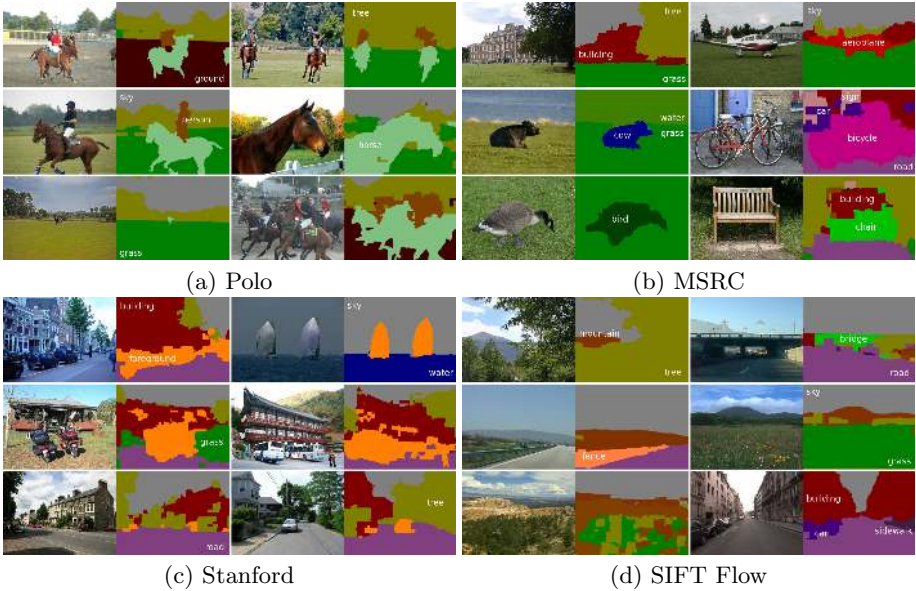 tree
ground
sky
person
horse
grass
(a) Polo
tree
building
grass
sky
aeroplane
cow
water
grass
sign
car
bicycle
road
bird
building
chair
(b) MSRC
building
foreground
sky
water
grass
road
tree
(c) Stanford
mountain
tree
bridge
road
fence
sky
grass
building
car
sidewalk
(d) SIFT Flow